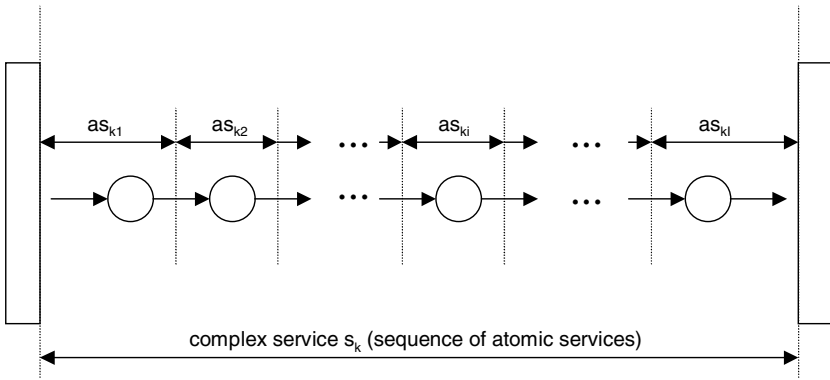 as_k1 as_k2 ... as_ki ... as_kl
... ...
complex service s_k (sequence of atomic services)